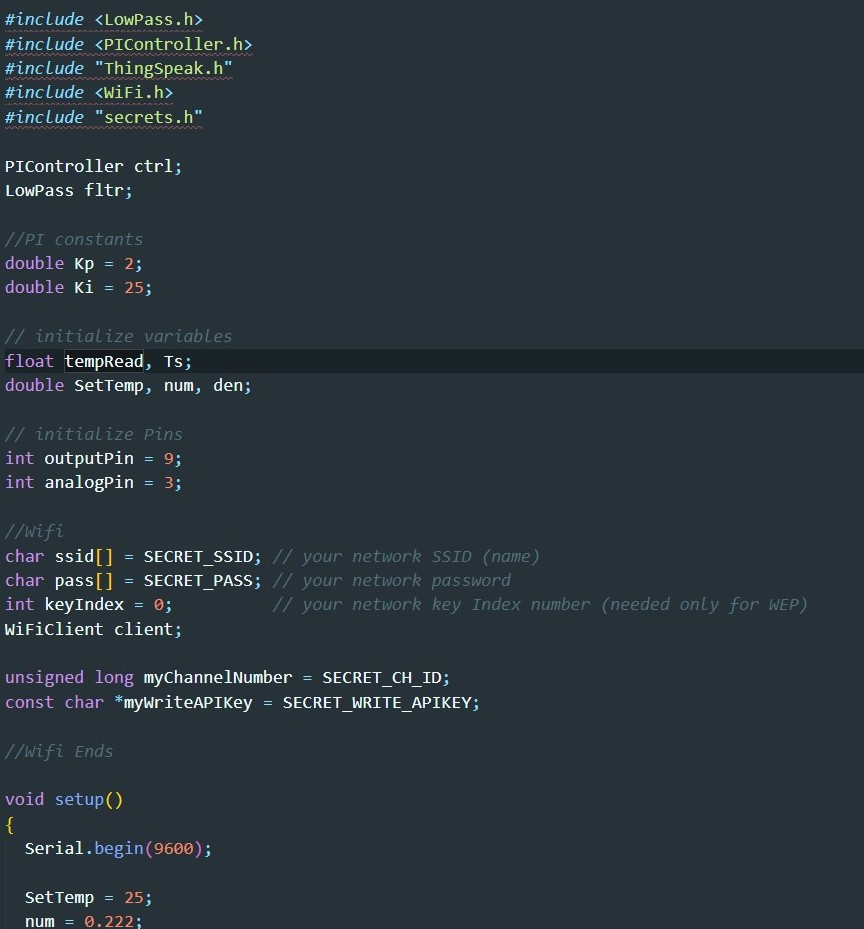 #include <LowPass.h>
#include <PIController.h>
#include "ThingSpeak.h"
#include <WiFi.h>
#include "secrets.h"
PIController ctrl;
LowPass fltr;
//PI constants
double Kp = 2;
double Ki = 25;
// initialize variables
float tempRead, Ts;
double SetTemp, num, den;
// initialize Pins
int outputPin = 9;
int analogPin = 3;
//Wifi
char ssid[] = SECRET_SSID; // your network SSID (name)
char pass[] = SECRET_PASS; // your network password
int keyIndex = 0;          // your network key Index number (needed only for WEP)
WiFiClient client;
unsigned long myChannelNumber = SECRET_CH_ID;
const char *myWriteAPIKey = SECRET_WRITE_APIKEY;
//Wifi Ends
void setup()
{
  Serial.begin(9600);
  SetTemp = 25;
  num = 0.222;